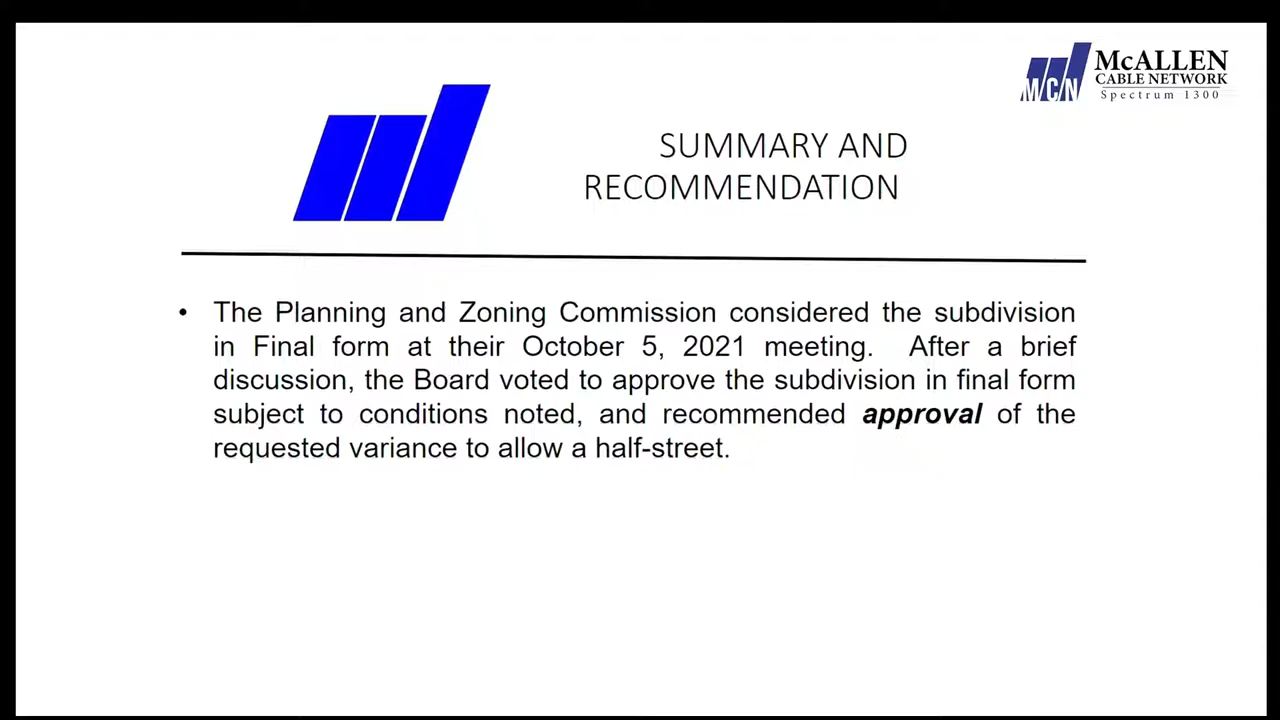 McALLEN
CABLE NETWORK
MCN
Spectrum 1300
SUMMARY AND
RECOMMENDATION
• The Planning and Zoning Commission considered the subdivision
in Final form at their October 5, 2021 meeting. After a brief
discussion, the Board voted to approve the subdivision in final form
subject to conditions noted, and recommended approval of the
requested variance to allow a half-street.